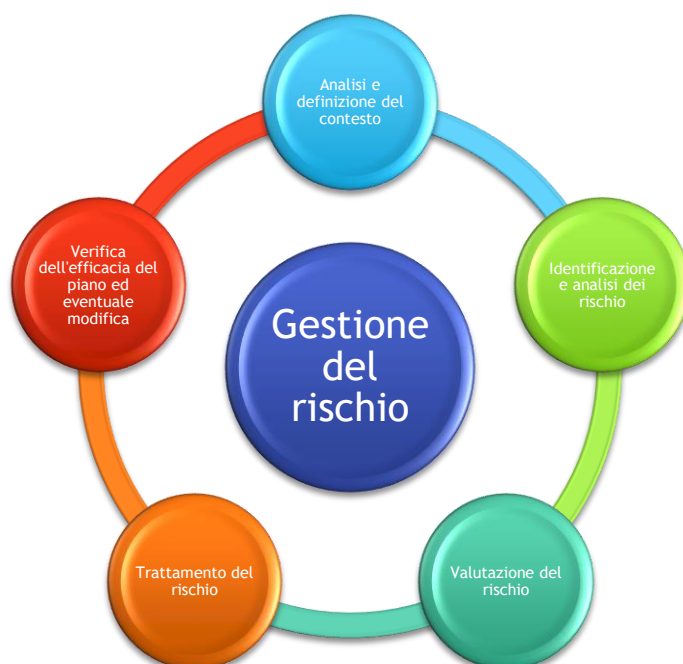 Analisi e
definizione del
contesto
Identificazione
e analisi dei
rischio
Valutazione del
rischio
Trattamento del
rischio
Verifica
dell'efficacia del
piano ed
eventuale
modifica
Gestione
del
rischio